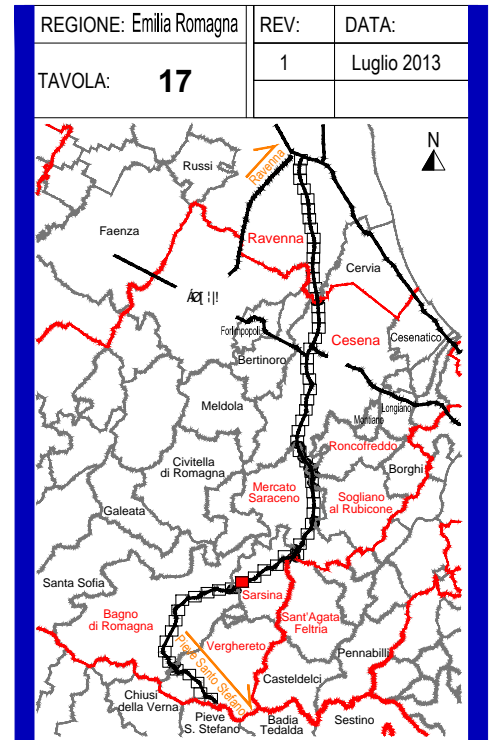 REGIONE: Emilia Romagna
REV:
DATA:
TAVOLA: 17
1
Luglio 2013
N
Russi
Ravenna
Faenza
Ravenna
Cervia
Forlimpopoli
Cesena
Cesenatico
Bertinoro
Meldola
Longiano
Montiano
Roncofreddo
Civitella
di Romagna
Borghi
Mercato
Saraceno
Sogliano
al Rubicone
Galeata
Santa Sofia
Sarsina
Bagno
di Romagna
Sant'Agata
Feltria
Verghereto
Pieve Santo Stefano
Pennabilli
Casteldelci
Chiusi
della Verna
Pieve
S. Stefano
Badia
Tedalda
Sestino